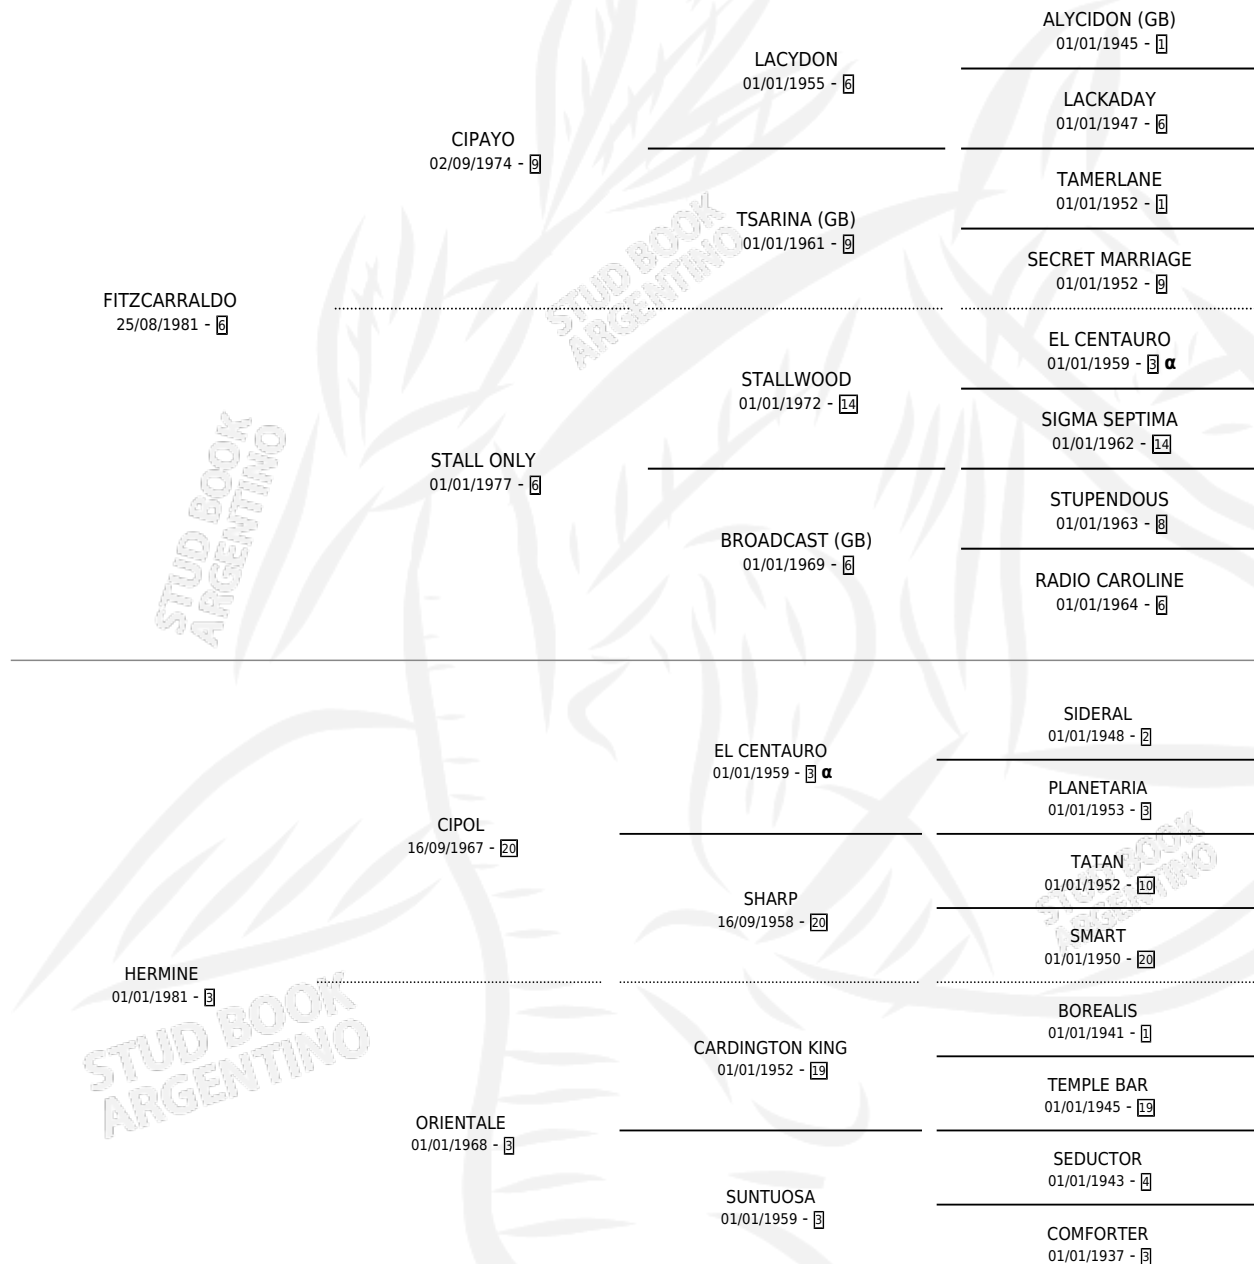 ALYCIDON (GB)
01/01/1945 - 1
LACYDON
01/01/1955 - 6
LACKADAY
01/01/1947 - 6
CIPAYO
02/09/1974 - 9
TAMERLANE
01/01/1952 - 1
TSARINA (GB)
01/01/1961 - 9
SECRET MARRIAGE
01/01/1952 - 9
FITZCARRALDO
25/08/1981 - 6
EL CENTAURO
01/01/1959 - 3 α
STALLWOOD
01/01/1972 - 14
SIGMA SEPTIMA
01/01/1962 - 14
STALL ONLY
01/01/1977 - 6
STUPENDOUS
01/01/1963 - 8
BROADCAST (GB)
01/01/1969 - 6
RADIO CAROLINE
01/01/1964 - 6
SIDERAL
01/01/1948 - 2
EL CENTAURO
01/01/1959 - 3 α
PLANETARIA
01/01/1953 - 3
CIPOL
16/09/1967 - 20
TATAN
01/01/1952 - 10
SHARP
16/09/1958 - 20
SMART
01/01/1950 - 20
HERMINE
01/01/1981 - 3
BOREALIS
01/01/1941 - 1
CARDINGTON KING
01/01/1952 - 19
TEMPLE BAR
01/01/1945 - 19
ORIENTALE
01/01/1968 - 3
SEDUCTOR
01/01/1943 - 4
SUNTUOSA
01/01/1959 - 3
COMFORTER
01/01/1937 - 3
STUD BOOK
ARGENTINO
STUD BOOK
ARGENTINO
STUD BOOK
ARGENTINO
STUD BOOK
ARGENTINO